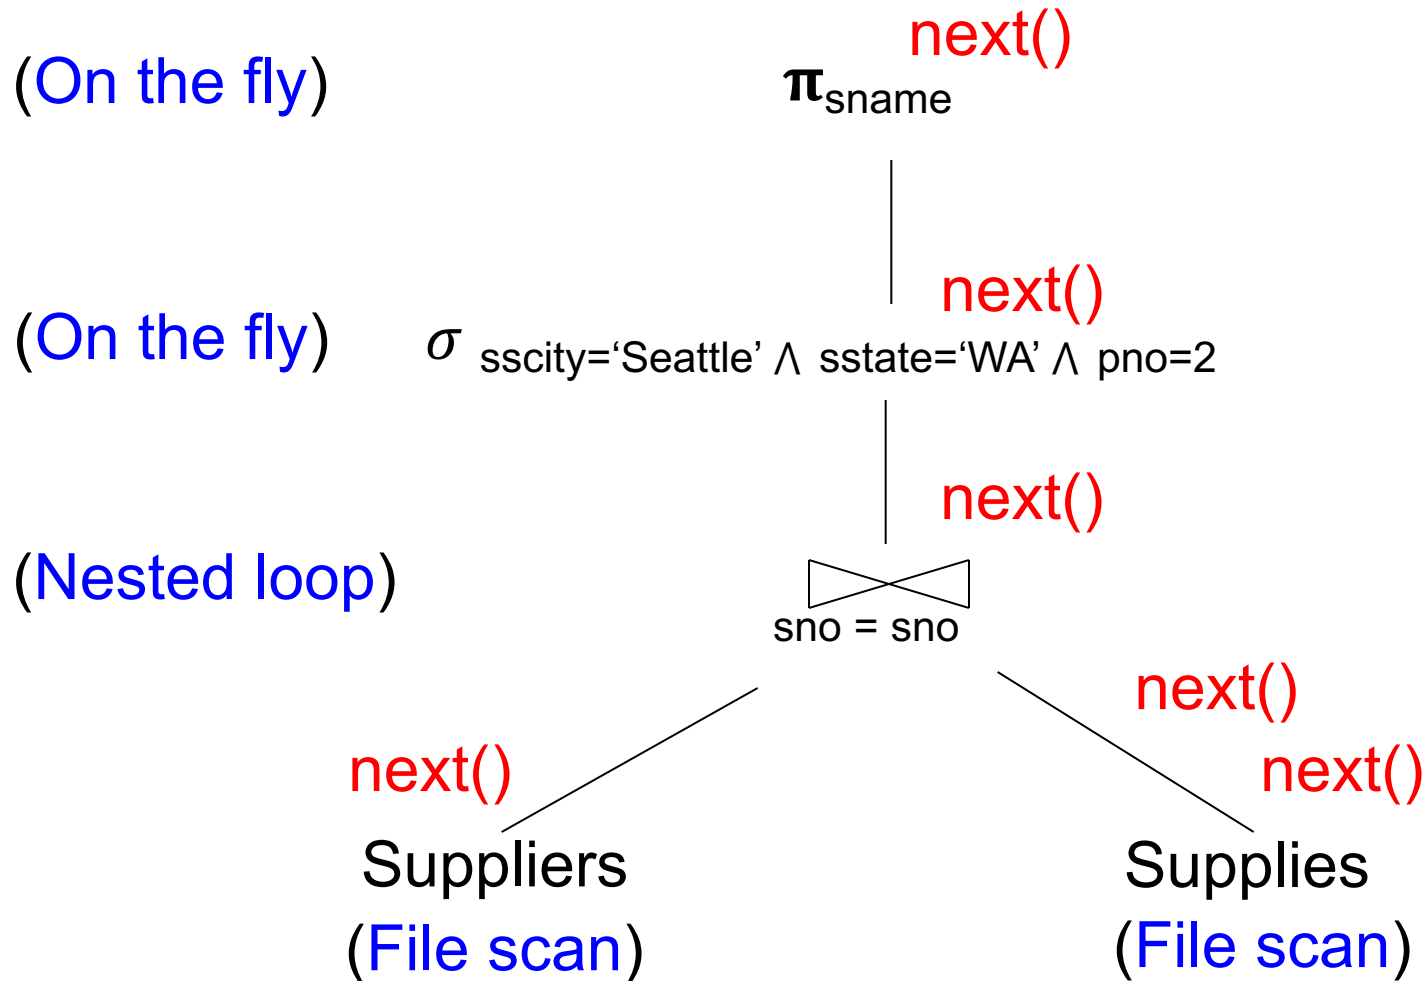 next()
(On the fly) πsname
next()
(On the fly) σ sscity=‘Seattle’ ⋀ sstate=‘WA’ ⋀ pno=2
next()
(Nested loop)
sno = sno
next()
next() next()
Suppliers Supplies
(File scan) (File scan)